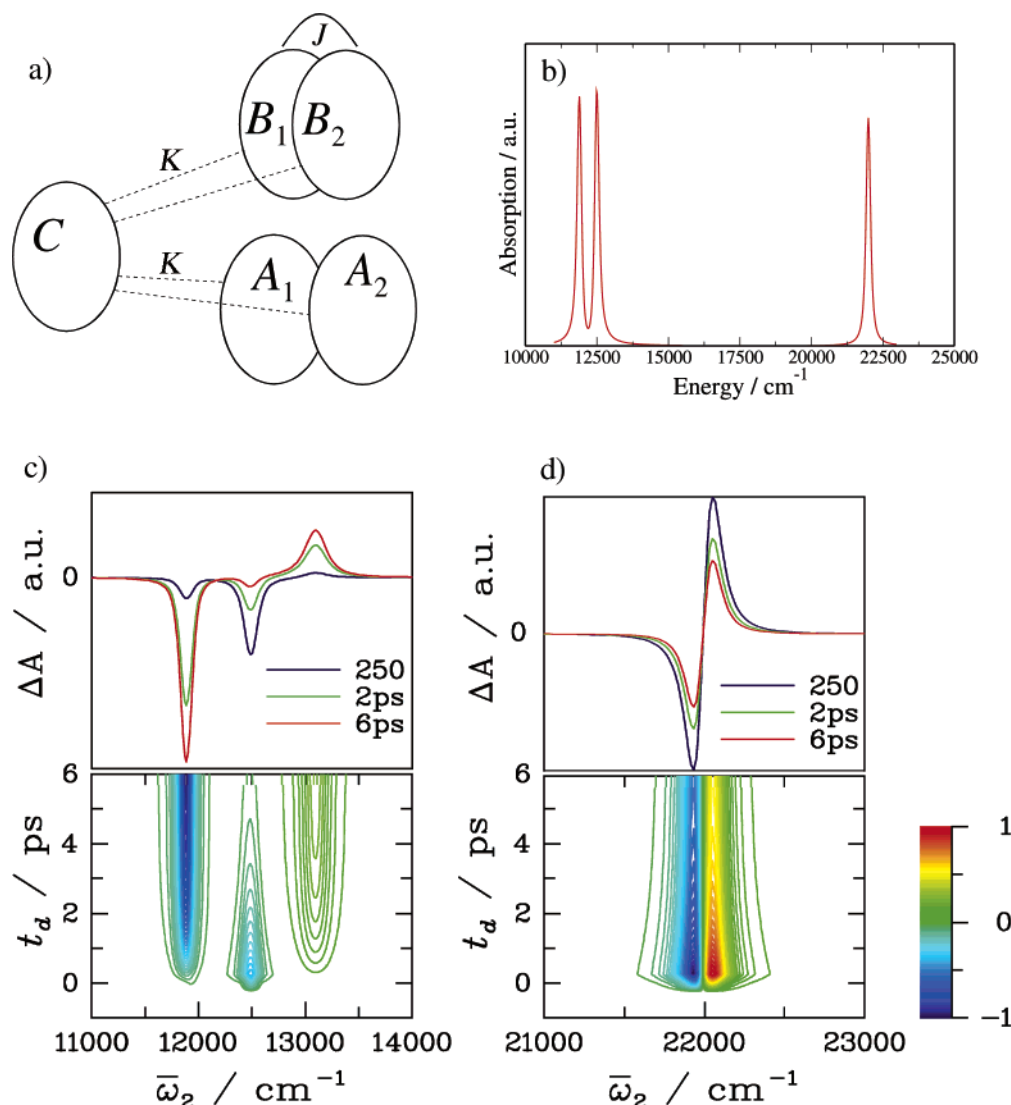 a)
J
B₁ B₂
K
C
K
A₁ A₂
b)
Absorption / a.u.
10000 12500 15000 17500 20000 22500 25000
Energy / cm⁻¹
c)
ΔA / a.u.
0
250
2ps
6ps
t_d / ps
6
4
2
0
11000 12000 13000 14000
ω̅₂ / cm⁻¹
d)
ΔA / a.u.
0
250
2ps
6ps
t_d / ps
6
4
2
0
21000 22000 23000
ω̅₂ / cm⁻¹
1
0
−1